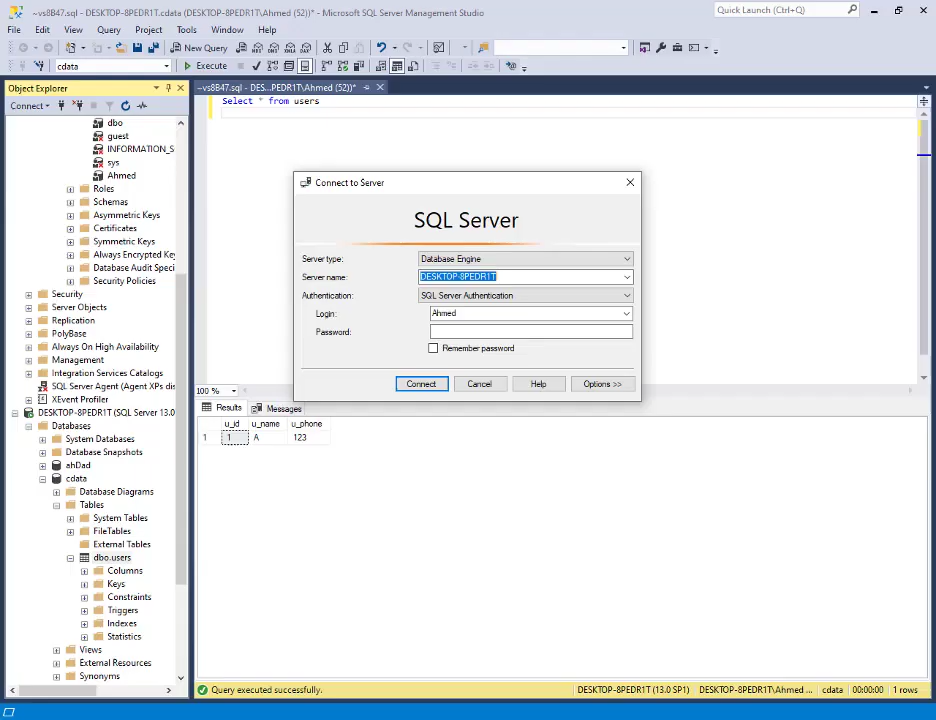 ~vs8B47.sql - DESKTOP-8PEDR1T.cdata (DESKTOP-8PEDR1T\Ahmed (52))* - Microsoft SQL Server Management Studio
Quick Launch (Ctrl+Q)
File Edit View Query Project Tools Window Help
New Query
MDX DMX XMLA DAX
cdata
Execute
Object Explorer
~vs8B47.sql - DES...PEDR1T\Ahmed (52))*
Connect
Select * from users
dbo
guest
INFORMATION_S
sys
Ahmed
Roles
Schemas
Asymmetric Keys
Certificates
Symmetric Keys
Always Encrypted Key
Database Audit Speci
Security Policies
Security
Server Objects
Replication
PolyBase
Always On High Availability
Management
Integration Services Catalogs
SQL Server Agent (Agent XPs dis
XEvent Profiler
DESKTOP-8PEDR1T (SQL Server 13.0
Databases
System Databases
Database Snapshots
ahDad
cdata
Database Diagrams
Tables
System Tables
FileTables
External Tables
dbo.users
Columns
Keys
Constraints
Triggers
Indexes
Statistics
Views
External Resources
Synonyms
Connect to Server
SQL Server
Server type: Database Engine
Server name: DESKTOP-8PEDR1T
Authentication: SQL Server Authentication
Login: Ahmed
Password:
Remember password
Connect Cancel Help Options >>
100 %
Results Messages
u_id u_name u_phone
1 1 A 123
Query executed successfully.
DESKTOP-8PEDR1T (13.0 SP1) DESKTOP-8PEDR1T\Ahmed ... cdata 00:00:00 1 rows